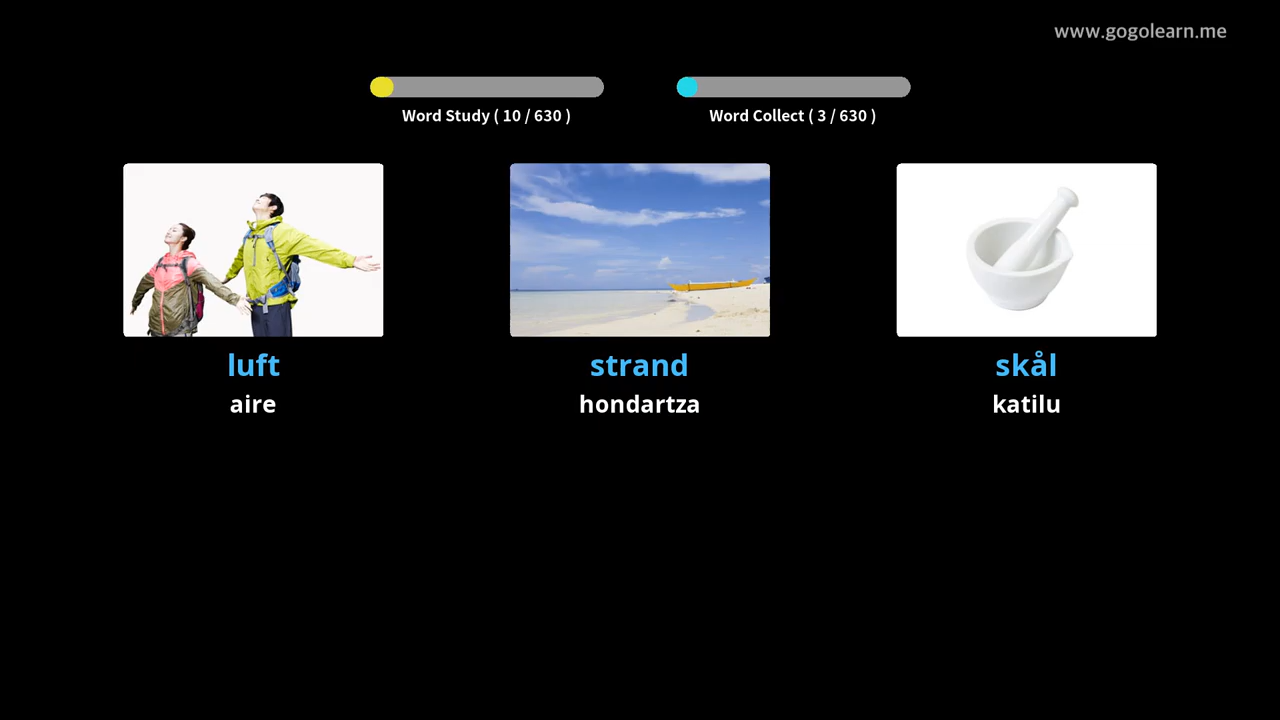 www.gogolearn.me
Word Study ( 10 / 630 )
Word Collect ( 3 / 630 )
luft
aire
strand
hondartza
skål
katilu